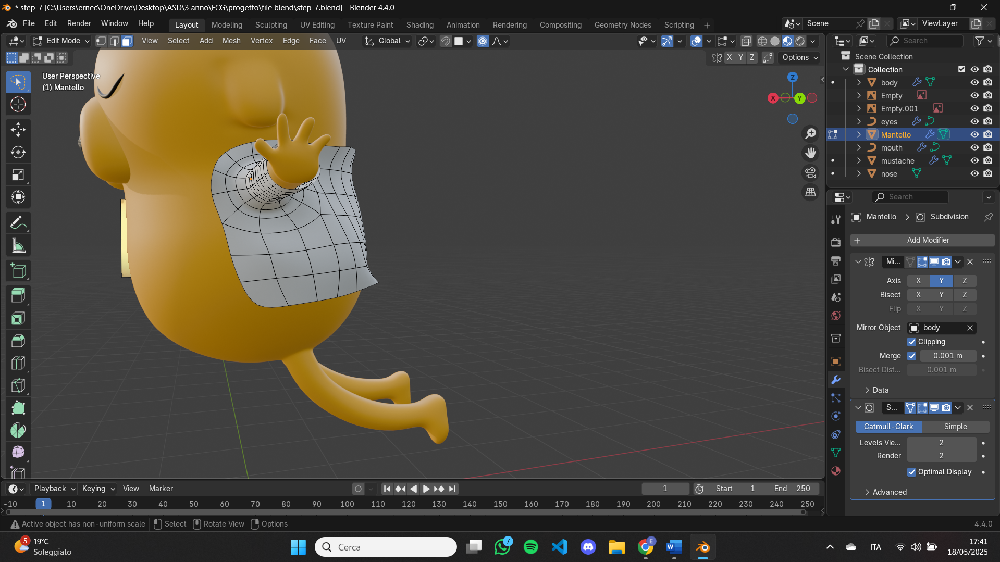 * step_7 [C:\Users\ernec\OneDrive\Desktop\ASD\3 anno\FCG\progetto\file blend\step_7.blend] - Blender 4.4.0
File Edit Render Window Help
Layout Modeling Sculpting UV Editing Texture Paint Shading Animation Rendering Compositing Geometry Nodes Scripting
Scene
ViewLayer
Edit Mode
View Select Add Mesh Vertex Edge Face UV
Global
Search
X Y Z
Options
User Perspective
(1) Mantello
Z
X
Y
Scene Collection
Collection
body
Empty
Empty.001
eyes
Mantello
mouth
mustache
nose
Search
Mantello > Subdivision
+ Add Modifier
Mi...
Axis X Y Z
Bisect X Y Z
Flip X Y Z
Mirror Object body
Clipping
Merge 0.001 m
Bisect Dist... 0.001 m
Data
S...
Catmull-Clark Simple
Levels Vie... 2
Render 2
Optimal Display
Advanced
Playback Keying View Marker
1
Start 1 End 250
-10 1 10 20 30 40 50 60 70 80 90 100 110 120 130 140 150 160 170 180 190 200 210 220 230 240 250
Active object has non-uniform scale Select Rotate View Options
4.4.0
5
19°C
Soleggiato
Cerca
7
E
W
ITA
17:41
18/05/2025